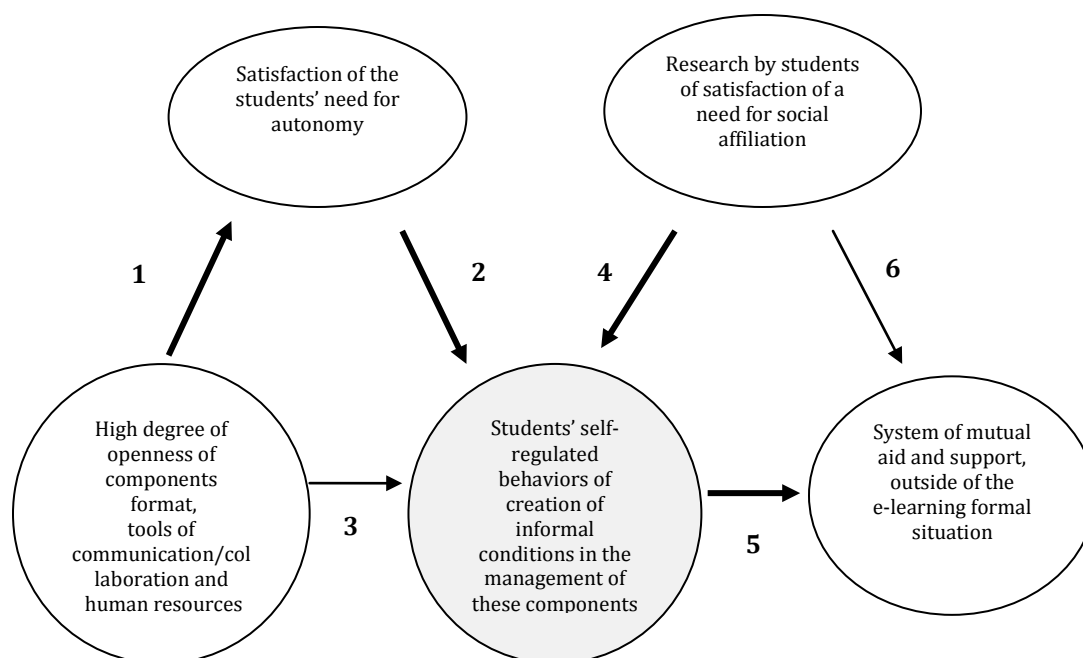 Satisfaction of the
students’ need for
autonomy
Research by students
of satisfaction of a
need for social
affiliation
1
2
4
6
High degree of
openness of
components
format,
tools of
communication/col
laboration and
human resources
3
Students’ self-
regulated
behaviors of
creation of
informal
conditions in the
management of
these components
5
System of mutual
aid and support,
outside of the
e-learning formal
situation